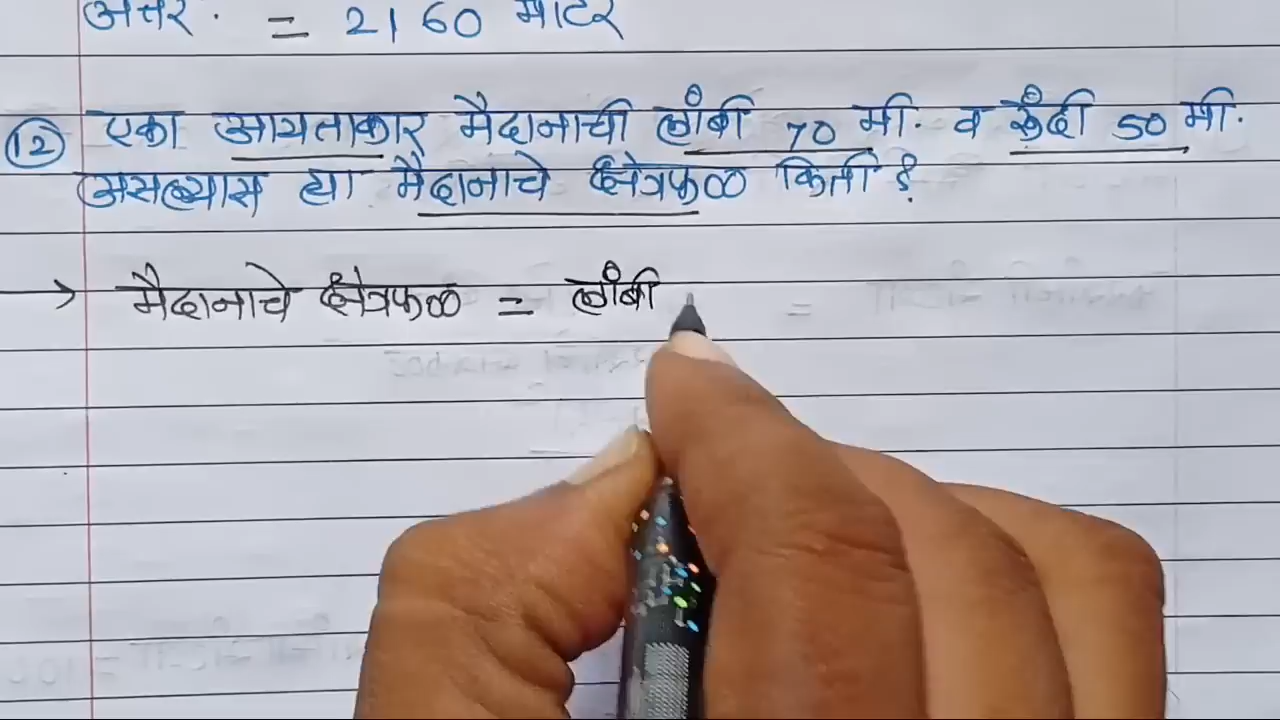 उत्तर. = 2160 मीटर
(12) एका आयताकार मैदानाची लांबी 70 मी. व रुंदी 50 मी.
असल्यास ह्या मैदानाचे क्षेत्रफळ किती ?
→ मैदानाचे क्षेत्रफळ = लांबी